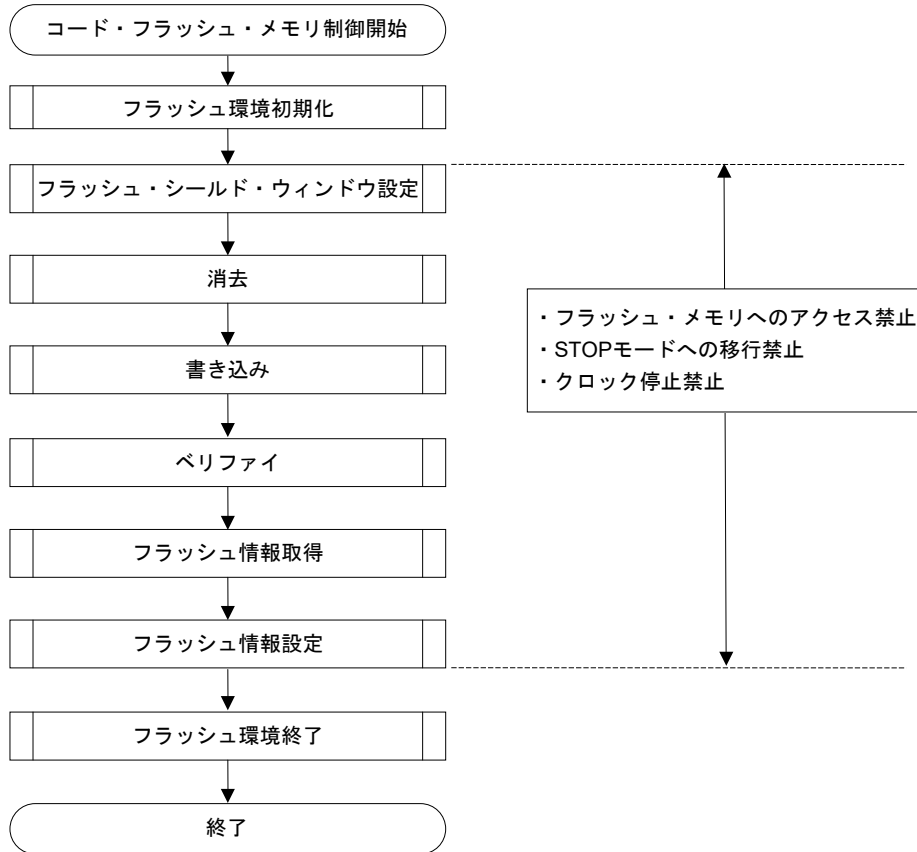 コード・フラッシュ・メモリ制御開始
フラッシュ環境初期化
フラッシュ・シールド・ウィンドウ設定
消去
書き込み
ベリファイ
フラッシュ情報取得
フラッシュ情報設定
フラッシュ環境終了
終了
・フラッシュ・メモリへのアクセス禁止
・STOPモードへの移行禁止
・クロック停止禁止